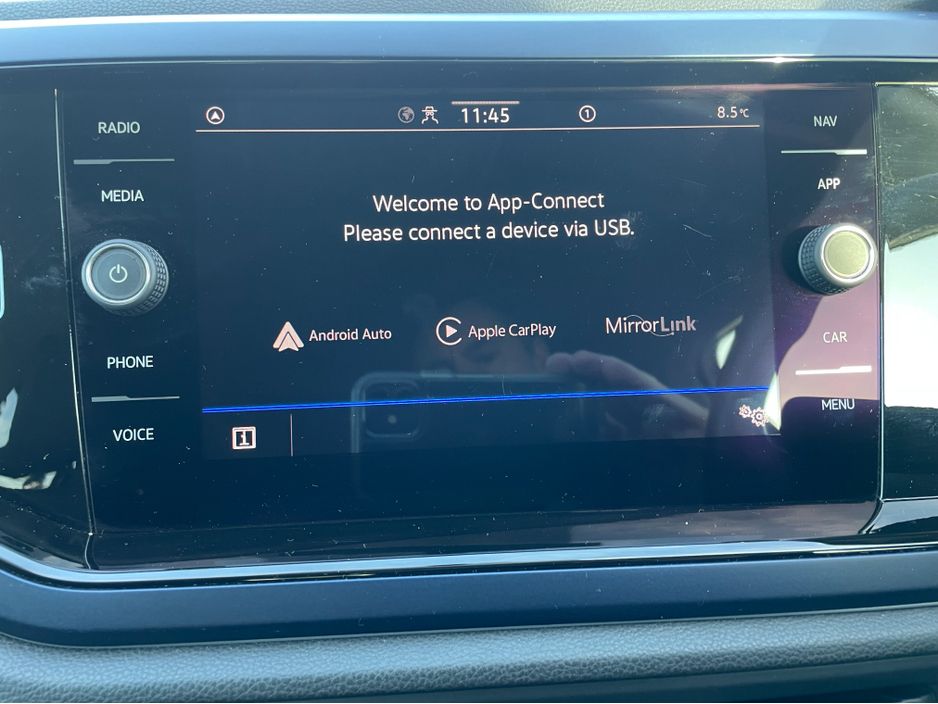 RADIO
MEDIA
PHONE
VOICE
11:45
1
8.5°C
Welcome to App-Connect
Please connect a device via USB.
Android Auto
Apple CarPlay
MirrorLink
i
NAV
APP
CAR
MENU